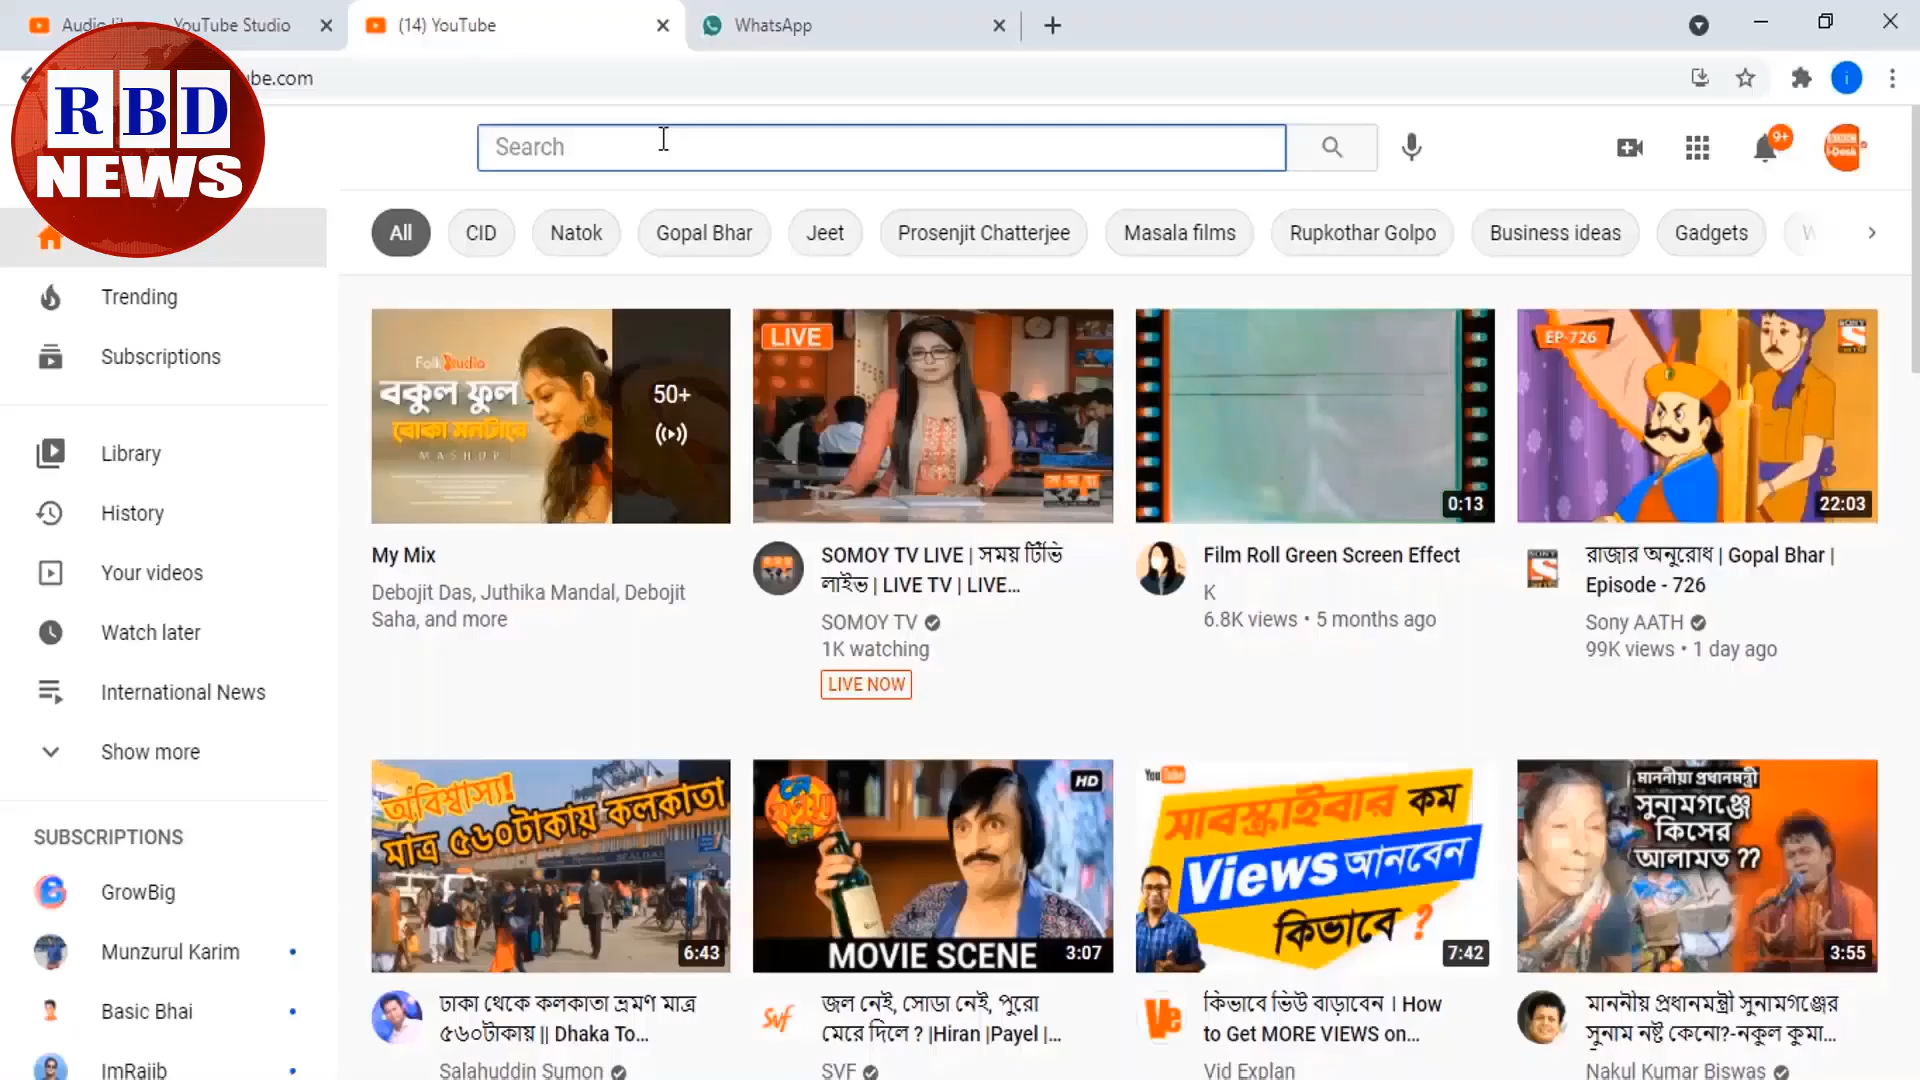 YouTube Studio
(14) YouTube
WhatsApp
be.com
RBD
NEWS
Search
9+
All
CID
Natok
Gopal Bhar
Jeet
Prosenjit Chatterjee
Masala films
Rupkothar Golpo
Business ideas
Gadgets
Trending
Subscriptions
Library
History
Your videos
Watch later
International News
Show more
SUBSCRIPTIONS
GrowBig
Munzurul Karim
Basic Bhai
ImRajib
Folk Studio
বকুল ফুল
বোকা মনটারে
MASHUP
50+
LIVE
সময়
0:13
EP-726
SONY
22:03
My Mix
Debojit Das, Juthika Mandal, Debojit
Saha, and more
SOMOY TV LIVE | সময় টিভি
লাইভ | LIVE TV | LIVE...
SOMOY TV
1K watching
LIVE NOW
Film Roll Green Screen Effect
K
6.8K views • 5 months ago
রাজার অনুরোধ | Gopal Bhar |
Episode - 726
Sony AATH
99K views • 1 day ago
অবিশ্বাস্য!
মাত্র ৫৬০টাকায় কলকাতা
6:43
HD
MOVIE SCENE
3:07
YouTube
সাবস্ক্রাইবার কম
Views আনবেন
কিভাবে ?
7:42
মাননীয়া প্রধানমন্ত্রী
সুনামগঞ্জে
কিসের
আলামত ??
3:55
ঢাকা থেকে কলকাতা ভ্রমণ মাত্র
৫৬০টাকায় || Dhaka To...
Salahuddin Sumon
জল নেই, সোডা নেই, পুরো
মেরে দিলে ? |Hiran |Payel |...
SVF
কিভাবে ভিউ বাড়াবেন । How
to Get MORE VIEWS on...
Vid Explan
মাননীয় প্রধানমন্ত্রী সুনামগঞ্জের
সুনাম নষ্ট কেনো?-নকুল কুমা...
Nakul Kumar Biswas